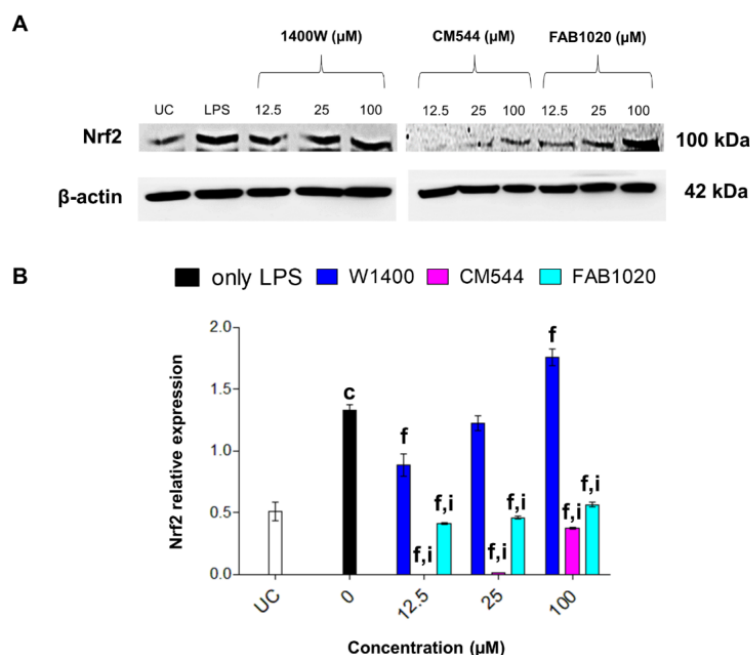 A
1400W (µM) CM544 (µM) FAB1020 (µM)
UC LPS 12.5 25 100 12.5 25 100 12.5 25 100
Nrf2 100 kDa
β-actin 42 kDa
B
only LPS W1400 CM544 FAB1020
Nrf2 relative expression
2.0
1.5
1.0
0.5
0.0
c
f
f,i
f,i
f,i
f,i
f
f,i
f,i
UC 0 12.5 25 100
Concentration (µM)